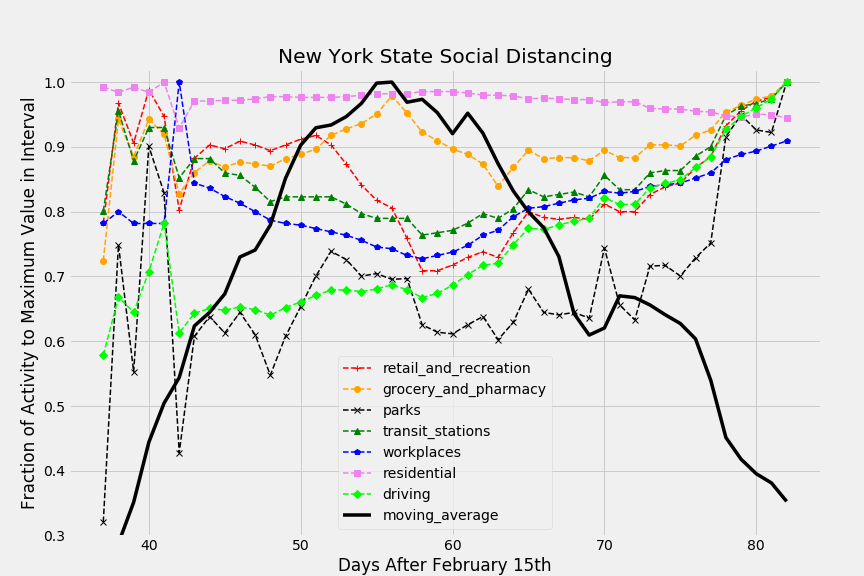 New York State Social Distancing
Fraction of Activity to Maximum Value in Interval
1.0
0.9
0.8
0.7
0.6
0.5
0.4
0.3
retail_and_recreation
grocery_and_pharmacy
parks
transit_stations
workplaces
residential
driving
moving_average
40 50 60 70 80
Days After February 15th